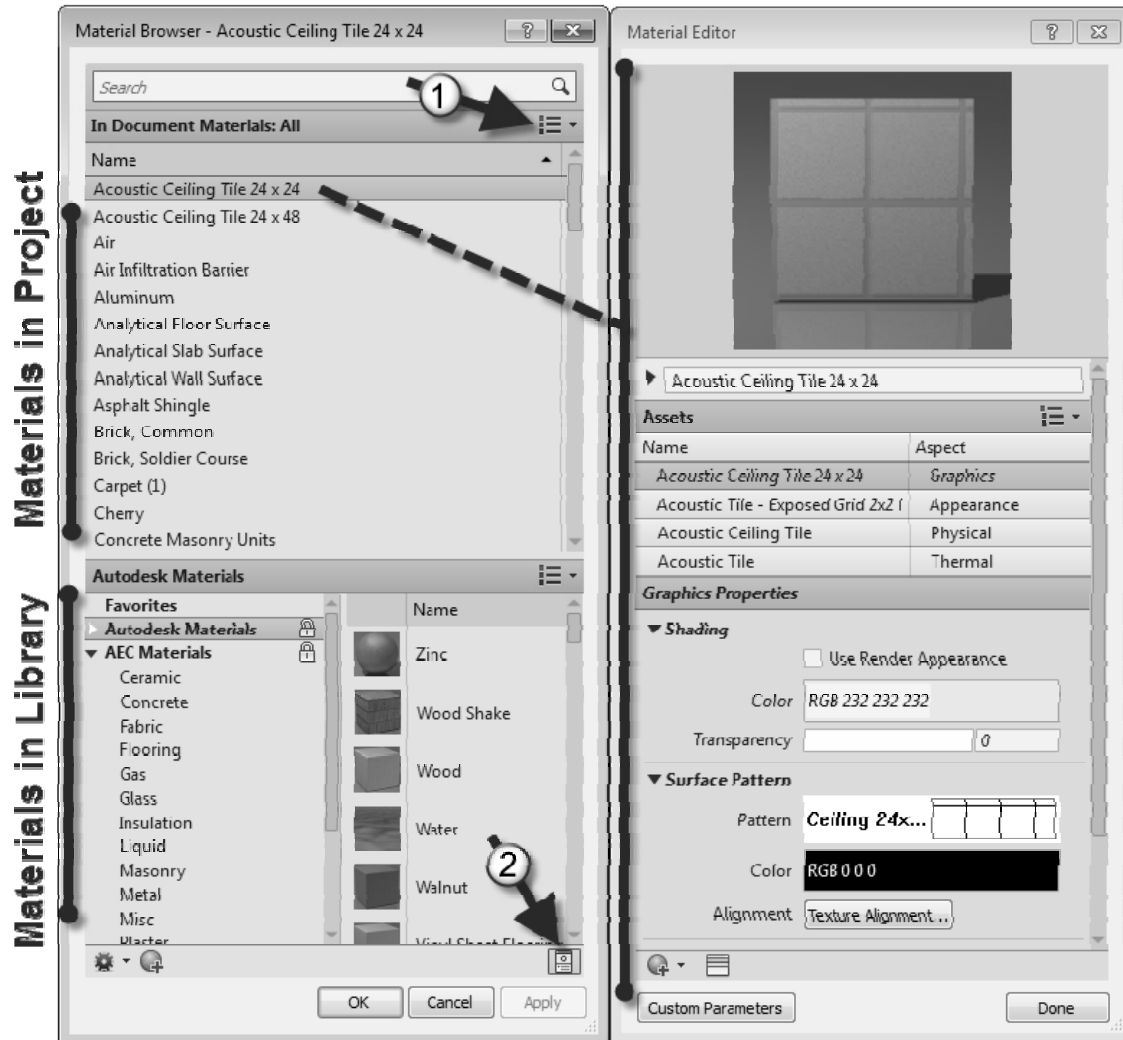 Materials in Project
Materials in Library
Material Browser - Acoustic Ceiling Tile 24 x 24
Search
1
In Document Materials: All
Name
Acoustic Ceiling Tile 24 x 24
Acoustic Ceiling Tile 24 x 48
Air
Air Infiltration Barrier
Aluminum
Analytical Floor Surface
Analytical Slab Surface
Analytical Wall Surface
Asphalt Shingle
Brick, Common
Brick, Soldier Course
Carpet (1)
Cherry
Concrete Masonry Units
Autodesk Materials
Favorites
Autodesk Materials
AEC Materials
Ceramic
Concrete
Fabric
Flooring
Gas
Glass
Insulation
Liquid
Masonry
Metal
Misc
Plaster
Name
Zinc
Wood Shake
Wood
Water
2
Walnut
Vinyl Sheet Flooring
OK
Cancel
Apply
Material Editor
Acoustic Ceiling Tile 24 x 24
Assets
Name Aspect
Acoustic Ceiling Tile 24 x 24 Graphics
Acoustic Tile - Exposed Grid 2x2 Appearance
Acoustic Ceiling Tile Physical
Acoustic Tile Thermal
Graphics Properties
Shading
Use Render Appearance
Color RGB 232 232 232
Transparency 0
Surface Pattern
Pattern Ceiling 24x...
Color RGB 0 0 0
Alignment Texture Alignment...
Custom Parameters
Done